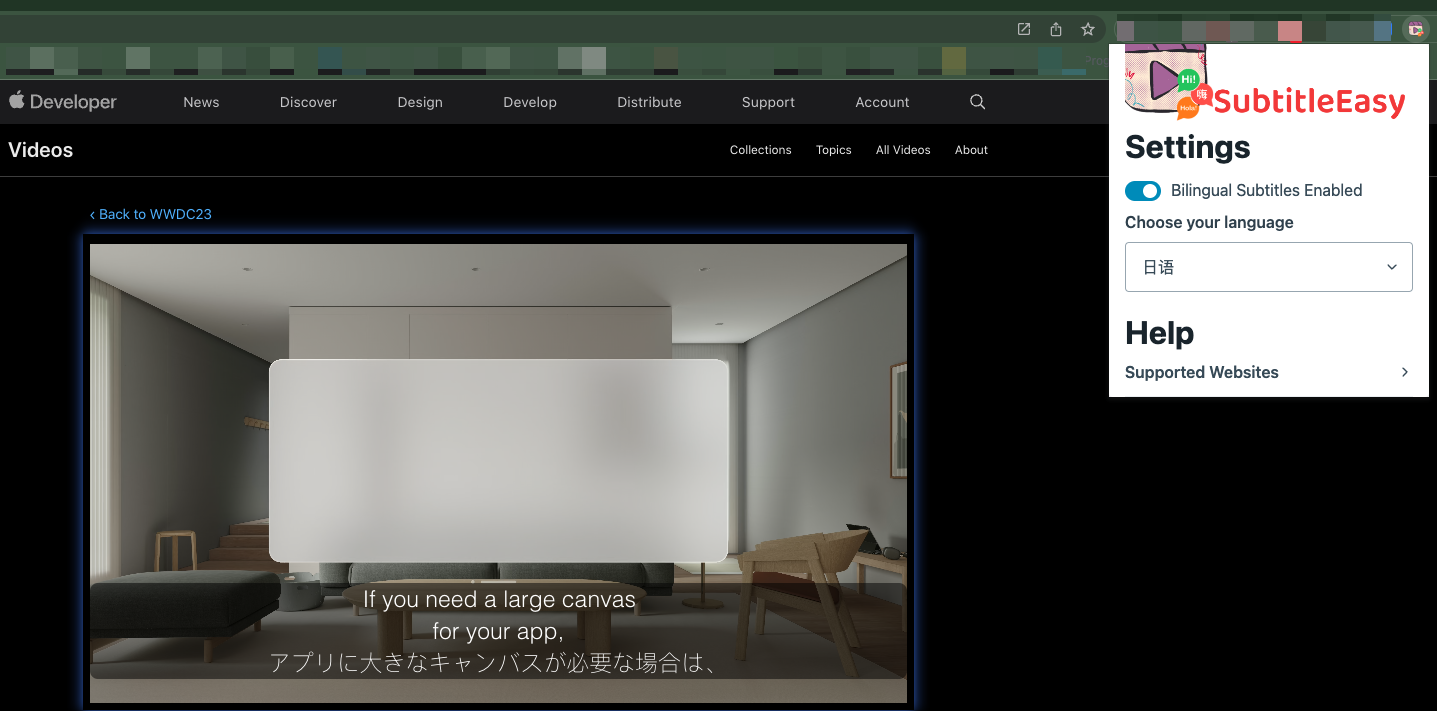 Prog
Developer
News
Discover
Design
Develop
Distribute
Support
Account
Videos
Collections
Topics
All Videos
About
‹ Back to WWDC23
If you need a large canvas
for your app,
アプリに大きなキャンバスが必要な場合は、
Hi!
嗨
Hola!
SubtitleEasy
Settings
Bilingual Subtitles Enabled
Choose your language
日语
Help
Supported Websites